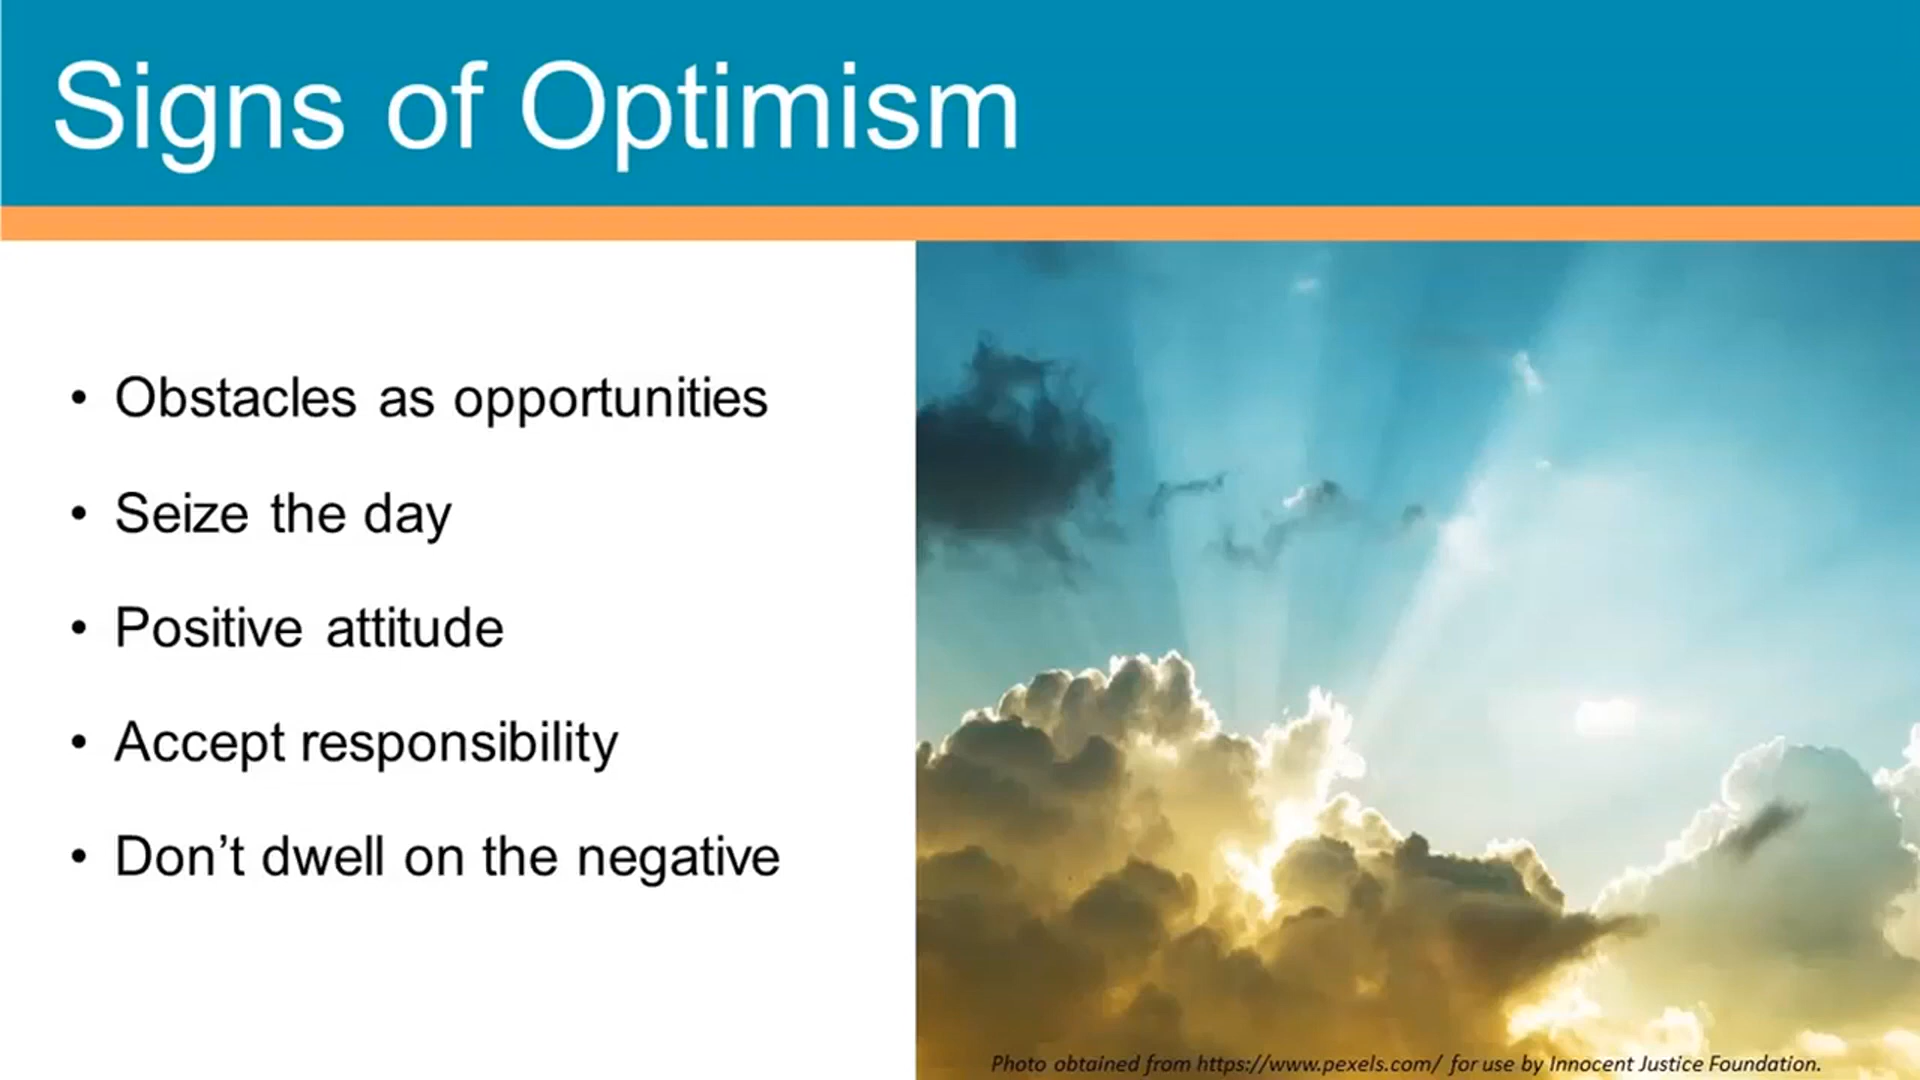 Signs of Optimism
• Obstacles as opportunities
• Seize the day
• Positive attitude
• Accept responsibility
• Don’t dwell on the negative
Photo obtained from https://www.pexels.com/ for use by Innocent Justice Foundation.